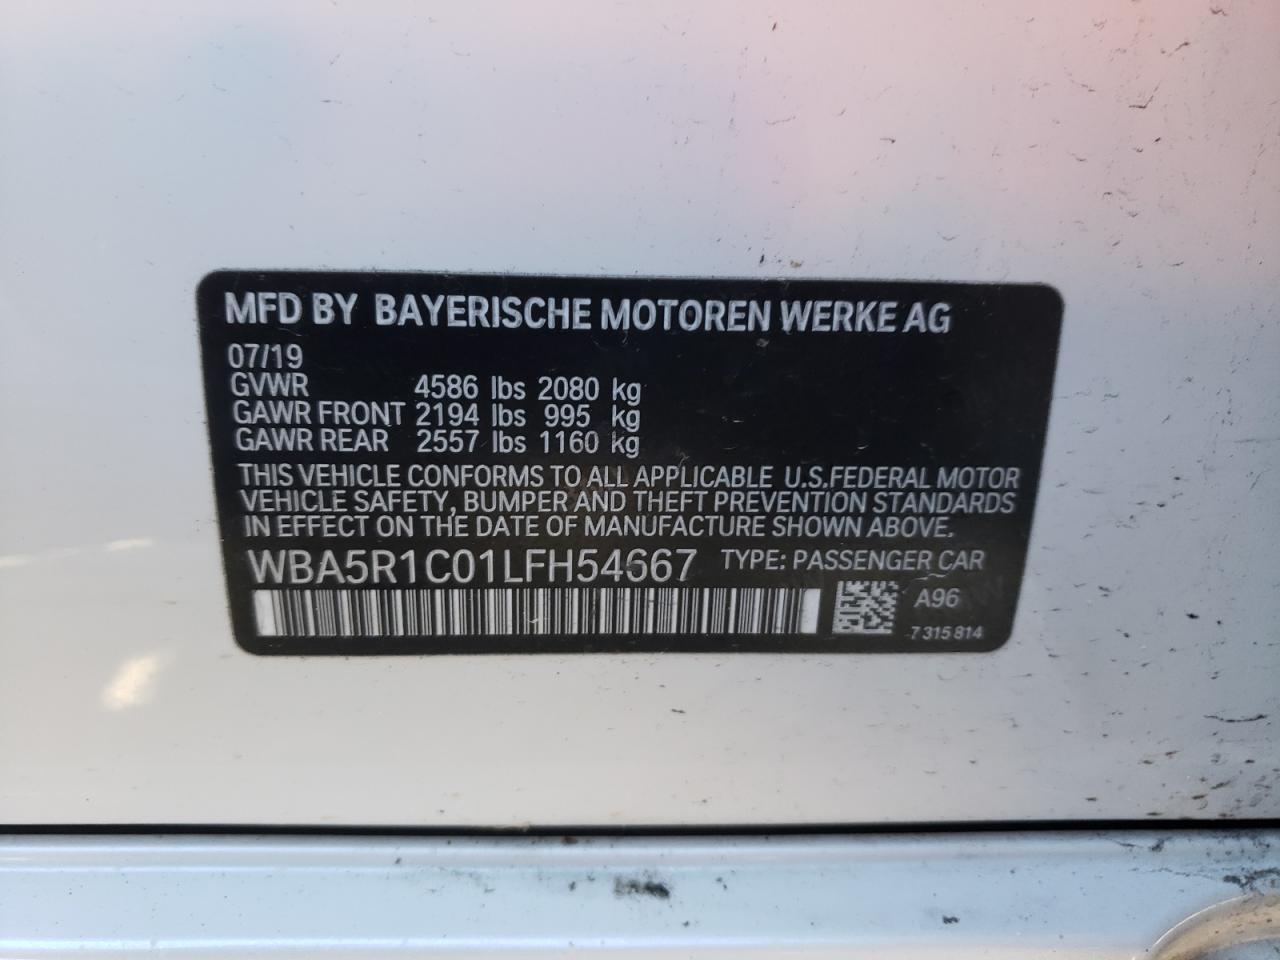 MFD BY BAYERISCHE MOTOREN WERKE AG
07/19
GVWR 4586 lbs 2080 kg
GAWR FRONT 2194 lbs 995 kg
GAWR REAR 2557 lbs 1160 kg
THIS VEHICLE CONFORMS TO ALL APPLICABLE U.S.FEDERAL MOTOR
VEHICLE SAFETY, BUMPER AND THEFT PREVENTION STANDARDS
IN EFFECT ON THE DATE OF MANUFACTURE SHOWN ABOVE.
WBA5R1C01LFH54667 TYPE: PASSENGER CAR
A96
7 315 814